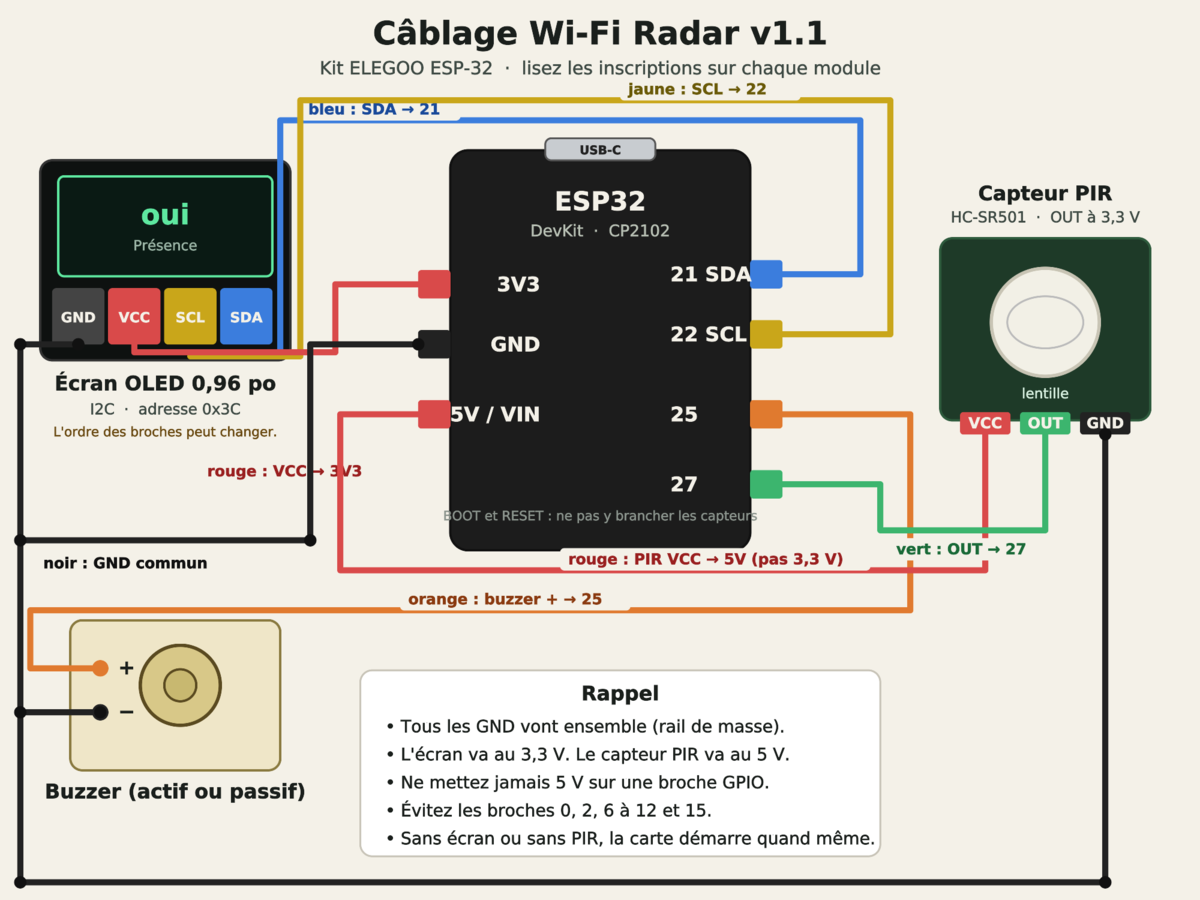 Câblage Wi-Fi Radar v1.1
Kit ELEGOO ESP-32 · lisez les inscriptions sur chaque module
jaune : SCL → 22
bleu : SDA → 21
USB-C
ESP32
DevKit · CP2102
3V3
GND
5V / VIN
21 SDA
22 SCL
25
27
BOOT et RESET : ne pas y brancher les capteurs
oui
Présence
GND
VCC
SCL
SDA
Écran OLED 0,96 po
I2C · adresse 0x3C
L'ordre des broches peut changer.
rouge : VCC → 3V3
noir : GND commun
Capteur PIR
HC-SR501 · OUT à 3,3 V
lentille
VCC
OUT
GND
vert : OUT → 27
rouge : PIR VCC → 5V (pas 3,3 V)
orange : buzzer + → 25
+
−
Buzzer (actif ou passif)
Rappel
• Tous les GND vont ensemble (rail de masse).
• L'écran va au 3,3 V. Le capteur PIR va au 5 V.
• Ne mettez jamais 5 V sur une broche GPIO.
• Évitez les broches 0, 2, 6 à 12 et 15.
• Sans écran ou sans PIR, la carte démarre quand même.